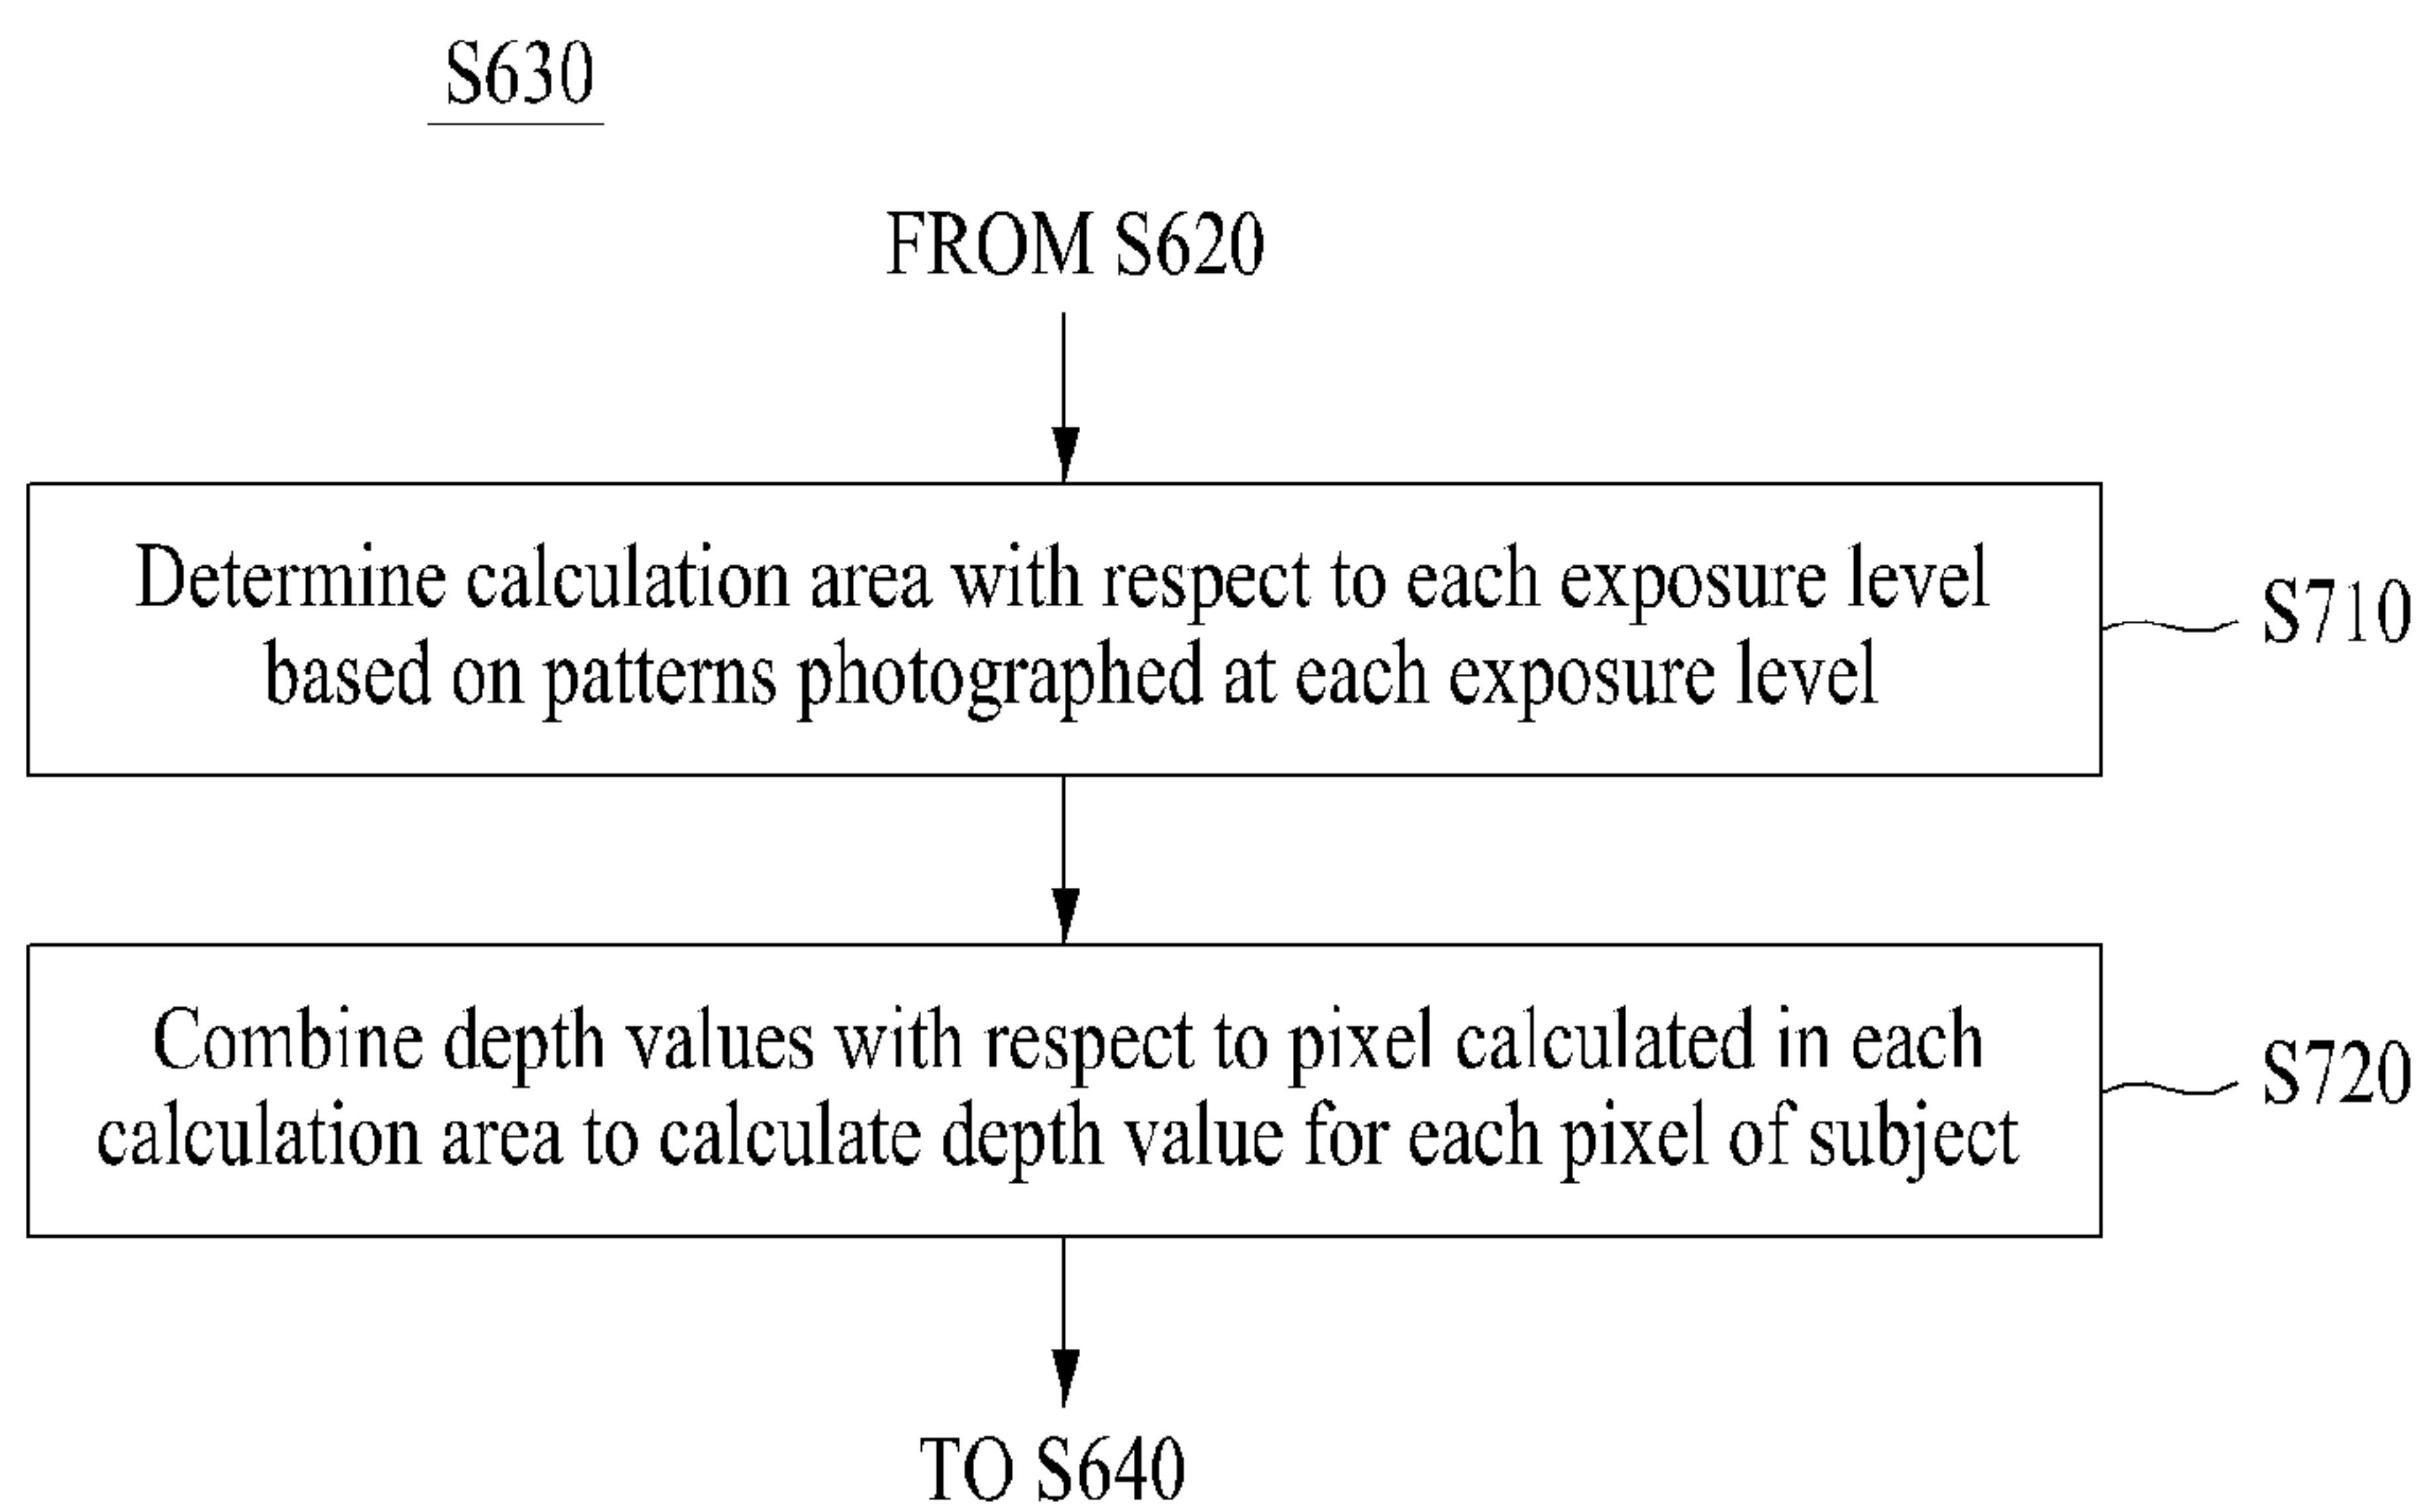 S630
FROM S620
Determine calculation area with respect to each exposure level
based on patterns photographed at each exposure level
S710
Combine depth values with respect to pixel calculated in each
calculation area to calculate depth value for each pixel of subject
S720
TO S640